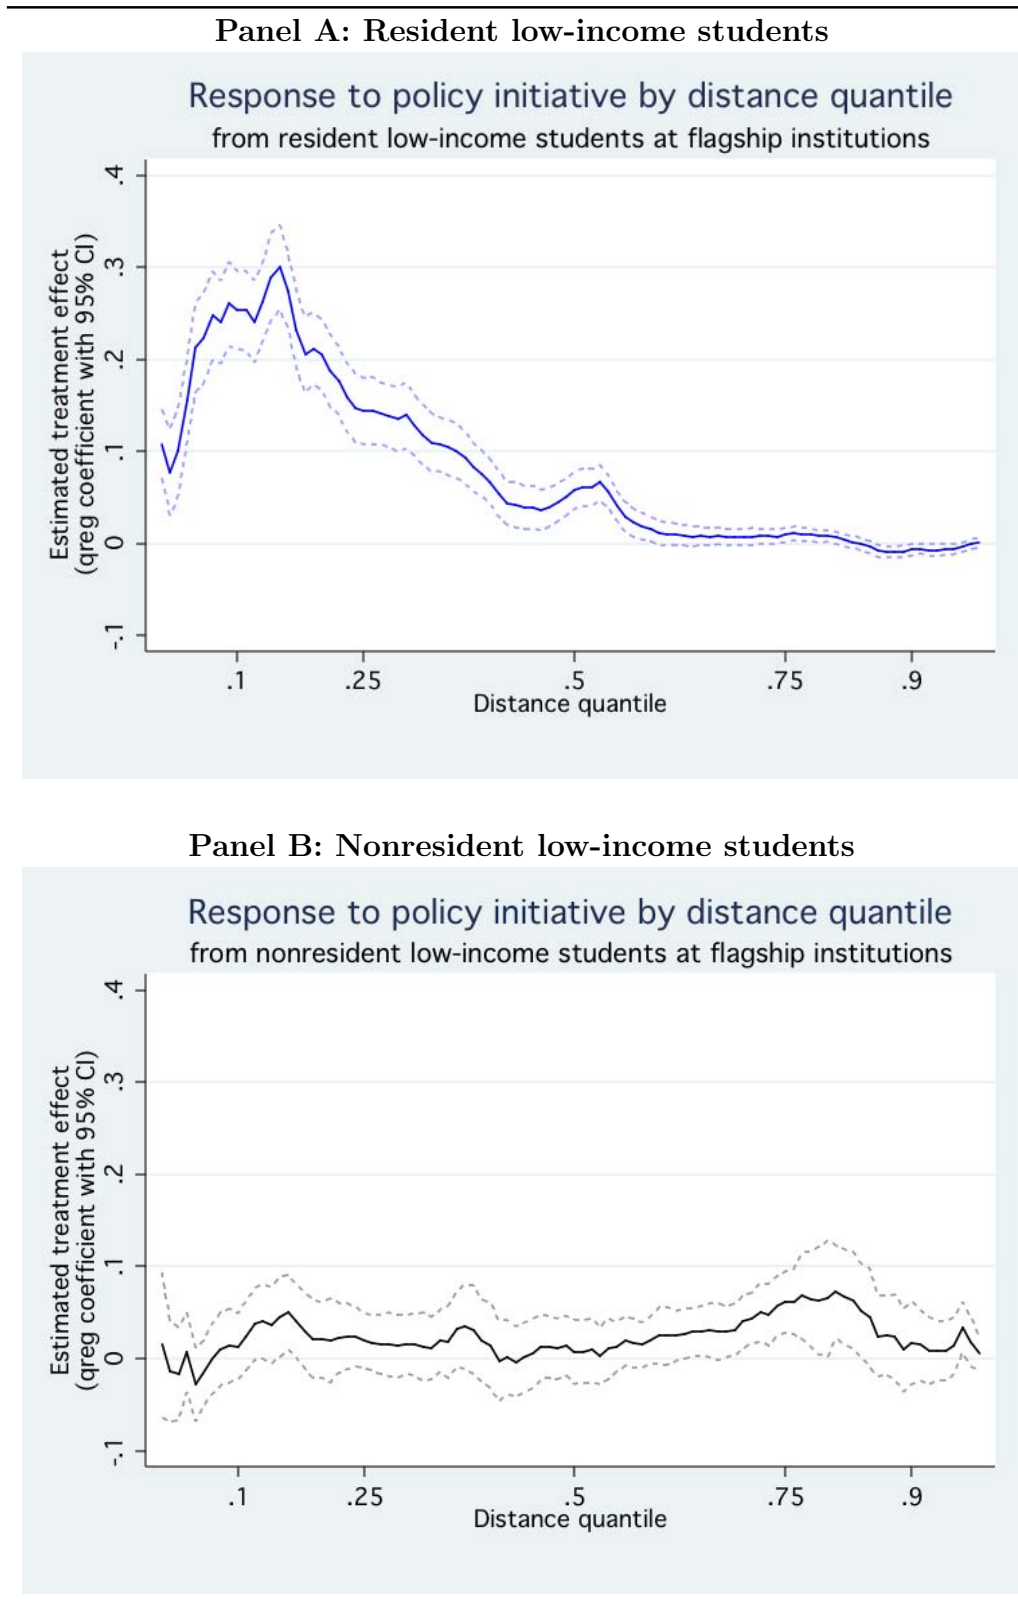 Panel A: Resident low-income students
Response to policy initiative by distance quantile
from resident low-income students at flagship institutions
Estimated treatment effect
(qreg coefficient with 95% CI)
.4
.3
.2
.1
0
-.1
.1 .25 .5 .75 .9
Distance quantile
Panel B: Nonresident low-income students
Response to policy initiative by distance quantile
from nonresident low-income students at flagship institutions
Estimated treatment effect
(qreg coefficient with 95% CI)
.4
.3
.2
.1
0
-.1
.1 .25 .5 .75 .9
Distance quantile